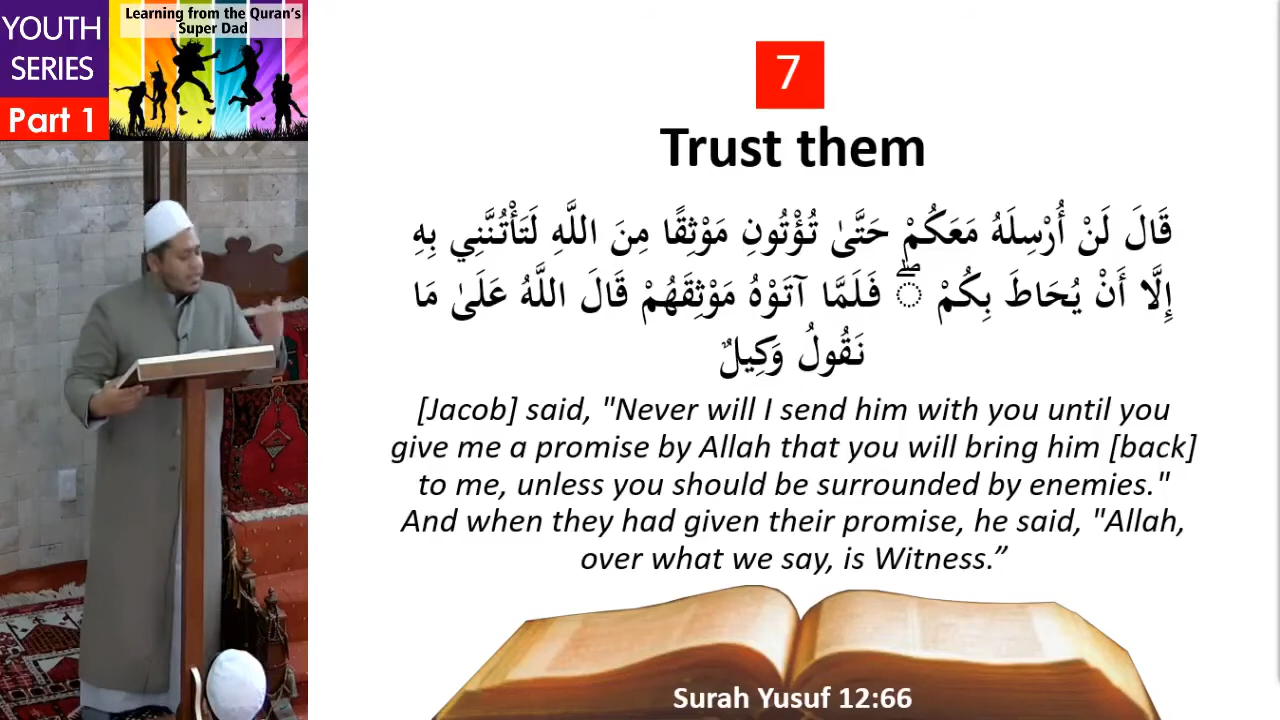 YOUTH
SERIES
Part 1
Learning from the Quran's
Super Dad
7
Trust them
قَالَ لَنْ أُرْسِلَهُ مَعَكُمْ حَتَّىٰ تُؤْتُونِ مَوْثِقًا مِنَ اللَّهِ لَتَأْتُنَّنِي بِهِ
إِلَّا أَنْ يُحَاطَ بِكُمْ ۖ فَلَمَّا آتَوْهُ مَوْثِقَهُمْ قَالَ اللَّهُ عَلَىٰ مَا
نَقُولُ وَكِيلٌ
[Jacob] said, "Never will I send him with you until you
give me a promise by Allah that you will bring him [back]
to me, unless you should be surrounded by enemies."
And when they had given their promise, he said, "Allah,
over what we say, is Witness.”
Surah Yusuf 12:66